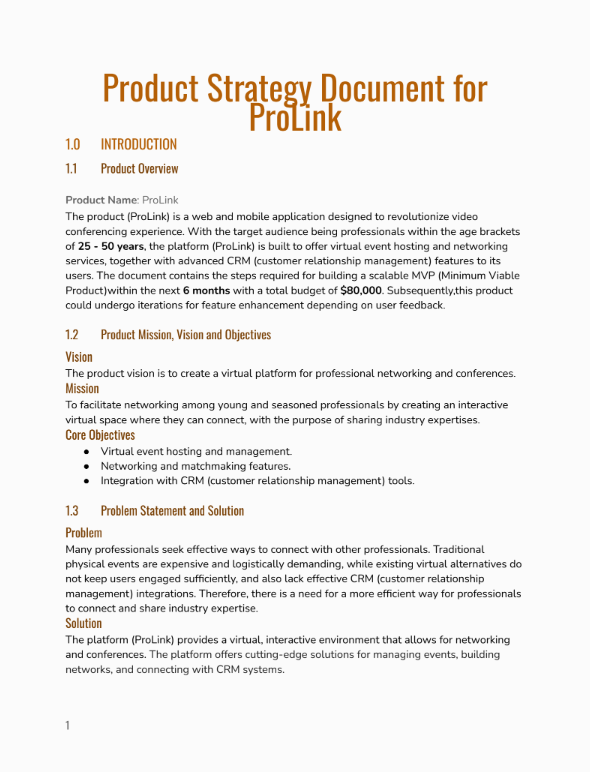 Product Strategy Document for
ProLink
1.0 INTRODUCTION
1.1 Product Overview
Product Name: ProLink
The product (ProLink) is a web and mobile application designed to revolutionize video
conferencing experience. With the target audience being professionals within the age brackets
of 25 - 50 years, the platform (ProLink) is built to offer virtual event hosting and networking
services, together with advanced CRM (customer relationship management) features to its
users. The document contains the steps required for building a scalable MVP (Minimum Viable
Product)within the next 6 months with a total budget of $80,000. Subsequently,this product
could undergo iterations for feature enhancement depending on user feedback.
1.2 Product Mission, Vision and Objectives
Vision
The product vision is to create a virtual platform for professional networking and conferences.
Mission
To facilitate networking among young and seasoned professionals by creating an interactive
virtual space where they can connect, with the purpose of sharing industry expertises.
Core Objectives
● Virtual event hosting and management.
● Networking and matchmaking features.
● Integration with CRM (customer relationship management) tools.
1.3 Problem Statement and Solution
Problem
Many professionals seek effective ways to connect with other professionals. Traditional
physical events are expensive and logistically demanding, while existing virtual alternatives do
not keep users engaged sufficiently, and also lack effective CRM (customer relationship
management) integrations. Therefore, there is a need for a more efficient way for professionals
to connect and share industry expertise.
Solution
The platform (ProLink) provides a virtual, interactive environment that allows for networking
and conferences. The platform offers cutting-edge solutions for managing events, building
networks, and connecting with CRM systems.
1